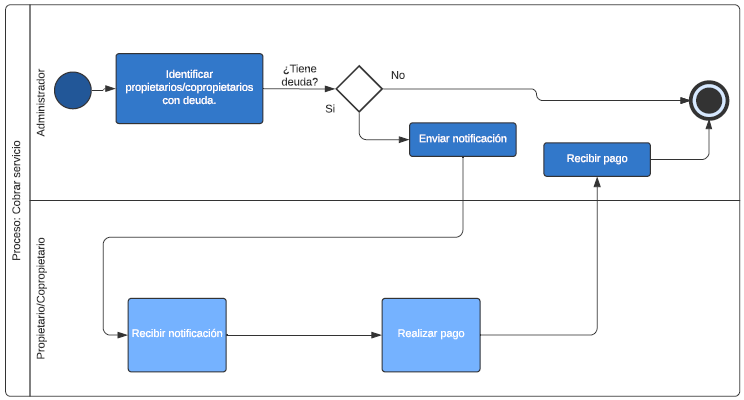 Proceso: Cobrar servicio
Administrador
Identificar
propietarios/copropietarios
con deuda.
¿Tiene
deuda?
No
Si
Enviar notificación
Recibir pago
Propietario/Copropietario
Recibir notificación
Realizar pago